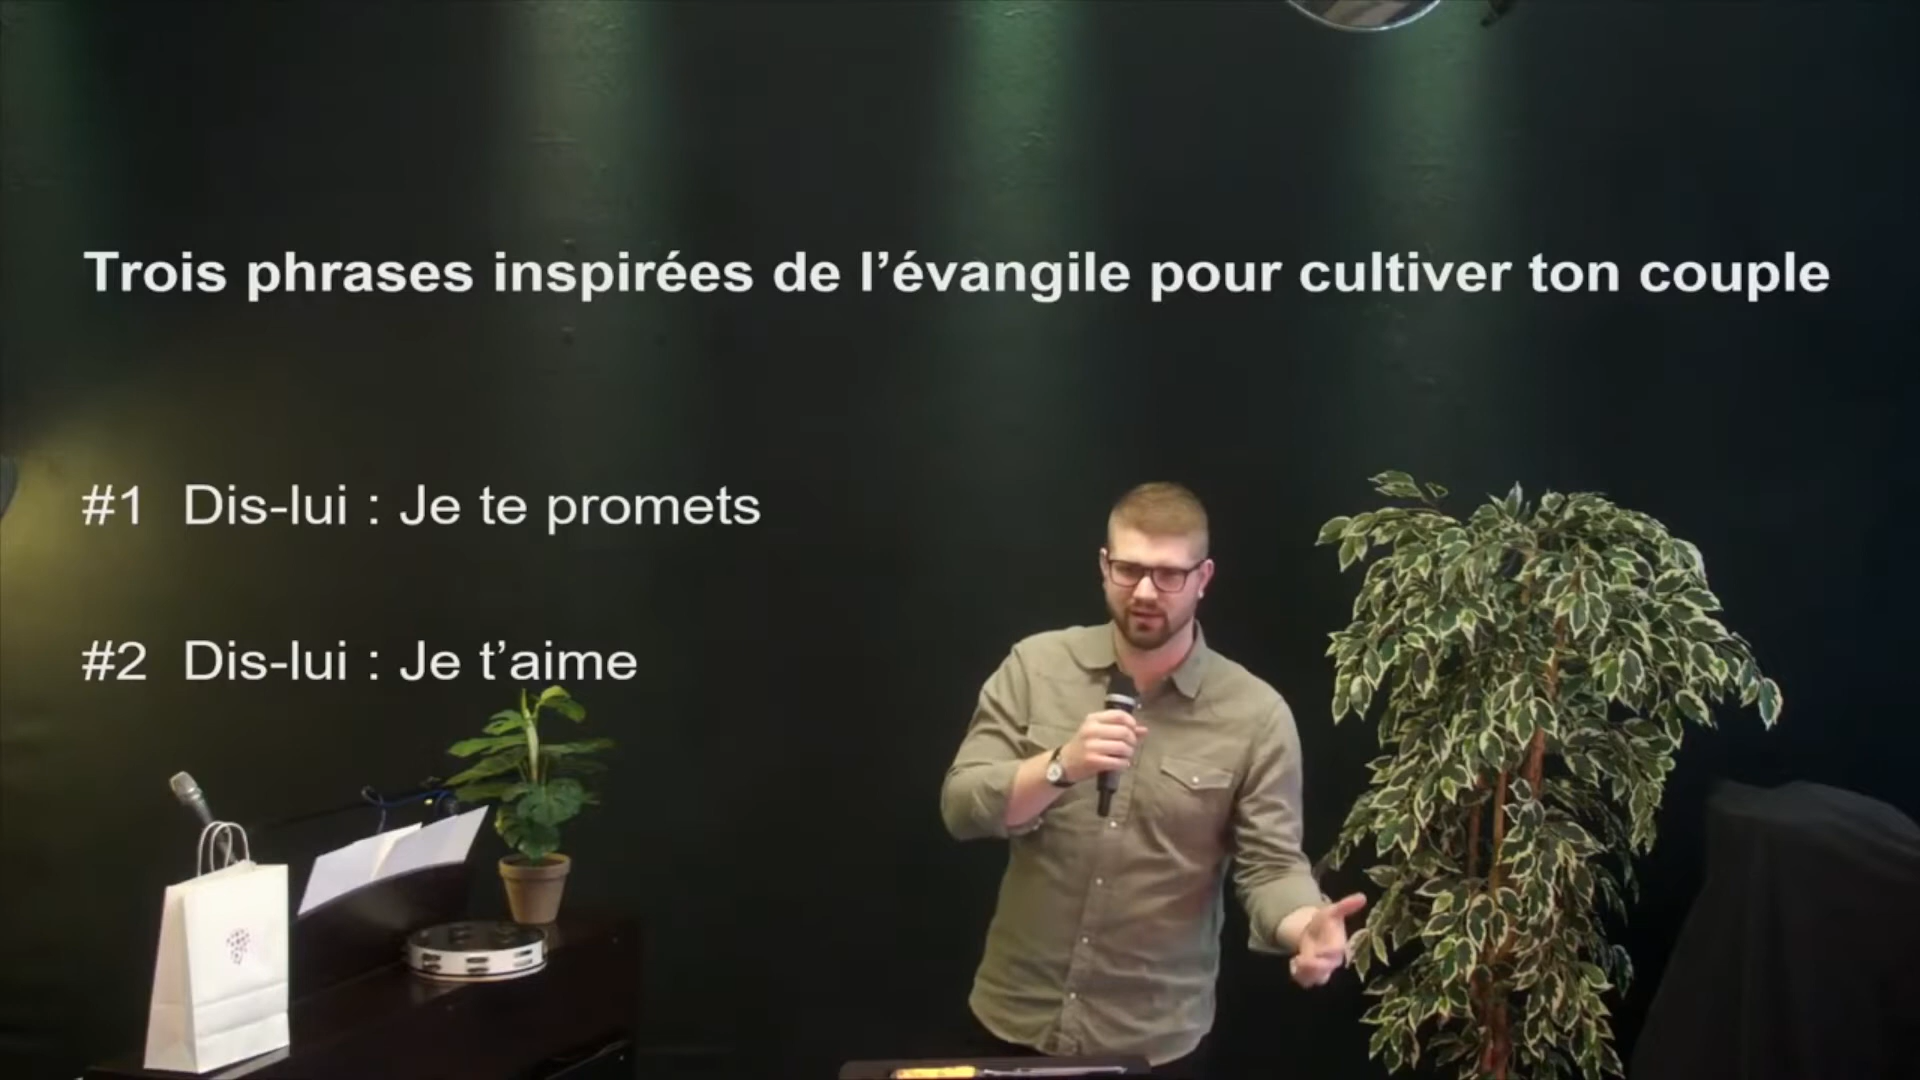 Trois phrases inspirées de l’évangile pour cultiver ton couple
#1 Dis-lui : Je te promets
#2 Dis-lui : Je t’aime